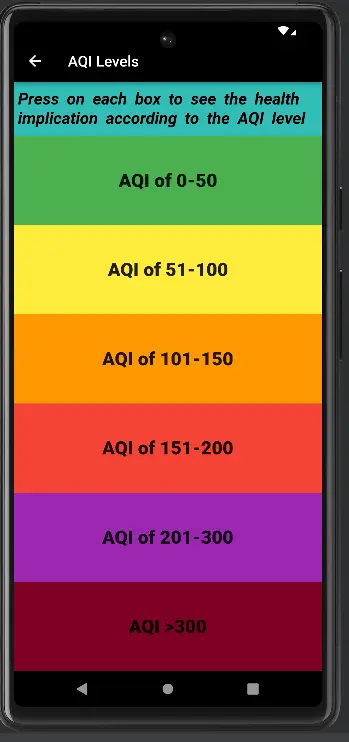 AQI Levels
Press on each box to see the health
implication according to the AQI level
AQI of 0-50
AQI of 51-100
AQI of 101-150
AQI of 151-200
AQI of 201-300
AQI >300